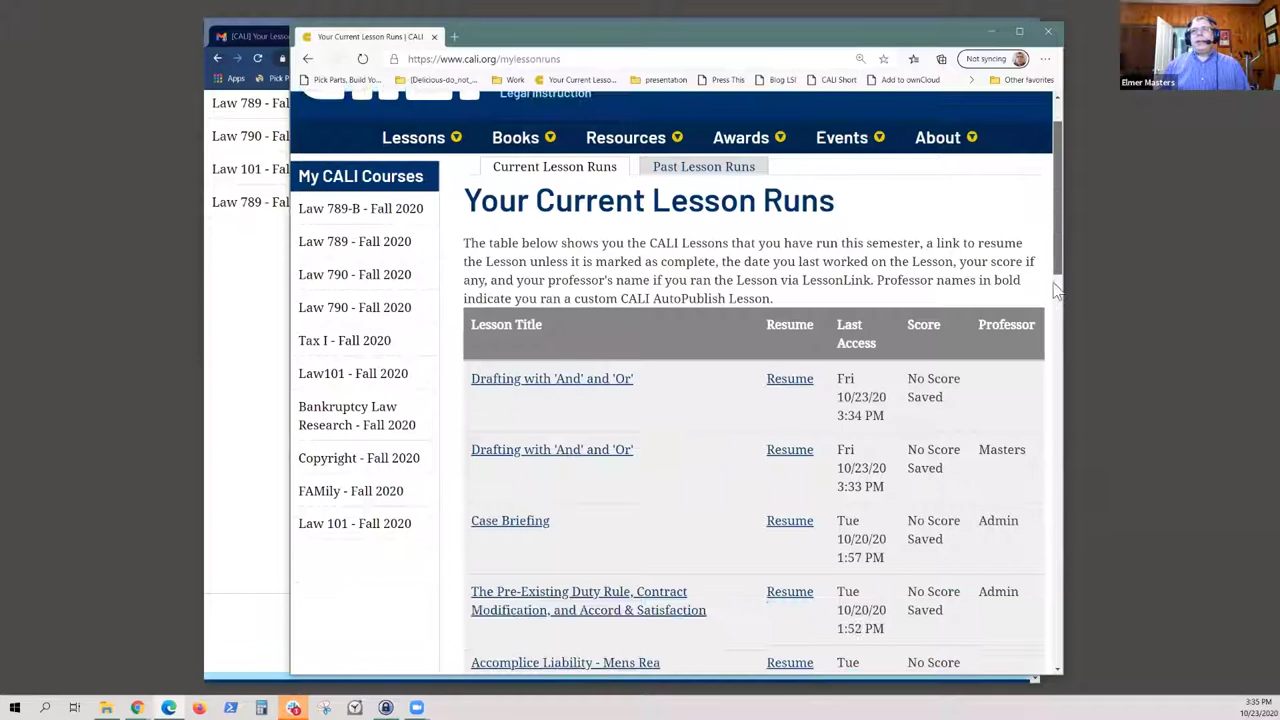 [CALI] Your Lesso
Your Current Lesson Runs | CALI
https://www.cali.org/mylessonruns
Not syncing
Apps
Pick P
Pick Parts, Build You...
[Delicious-do_not_...
Work
Your Current Lesso...
presentation
Press This
Blog LSI
CALI Short
Add to ownCloud
Other favorites
Elmer Masters
Law 789 - Fal
Law 790 - Fal
Law 101 - Fal
Law 789 - Fal
Legal Instruction
Lessons
Books
Resources
Awards
Events
About
My CALI Courses
Law 789-B - Fall 2020
Law 789 - Fall 2020
Law 790 - Fall 2020
Law 790 - Fall 2020
Tax I - Fall 2020
Law101 - Fall 2020
Bankruptcy Law
Research - Fall 2020
Copyright - Fall 2020
FAMily - Fall 2020
Law 101 - Fall 2020
Current Lesson Runs
Past Lesson Runs
Your Current Lesson Runs
The table below shows you the CALI Lessons that you have run this semester, a link to resume
the Lesson unless it is marked as complete, the date you last worked on the Lesson, your score if
any, and your professor's name if you ran the Lesson via LessonLink. Professor names in bold
indicate you ran a custom CALI AutoPublish Lesson.
Lesson Title Resume Last Access Score Professor
Drafting with 'And' and 'Or' Resume Fri No Score
10/23/20 Saved
3:34 PM
Drafting with 'And' and 'Or' Resume Fri No Score Masters
10/23/20 Saved
3:33 PM
Case Briefing Resume Tue No Score Admin
10/20/20 Saved
1:57 PM
The Pre-Existing Duty Rule, Contract Resume Tue No Score Admin
Modification, and Accord & Satisfaction 10/20/20 Saved
1:52 PM
Accomplice Liability - Mens Rea Resume Tue No Score
3:35 PM
10/23/2020